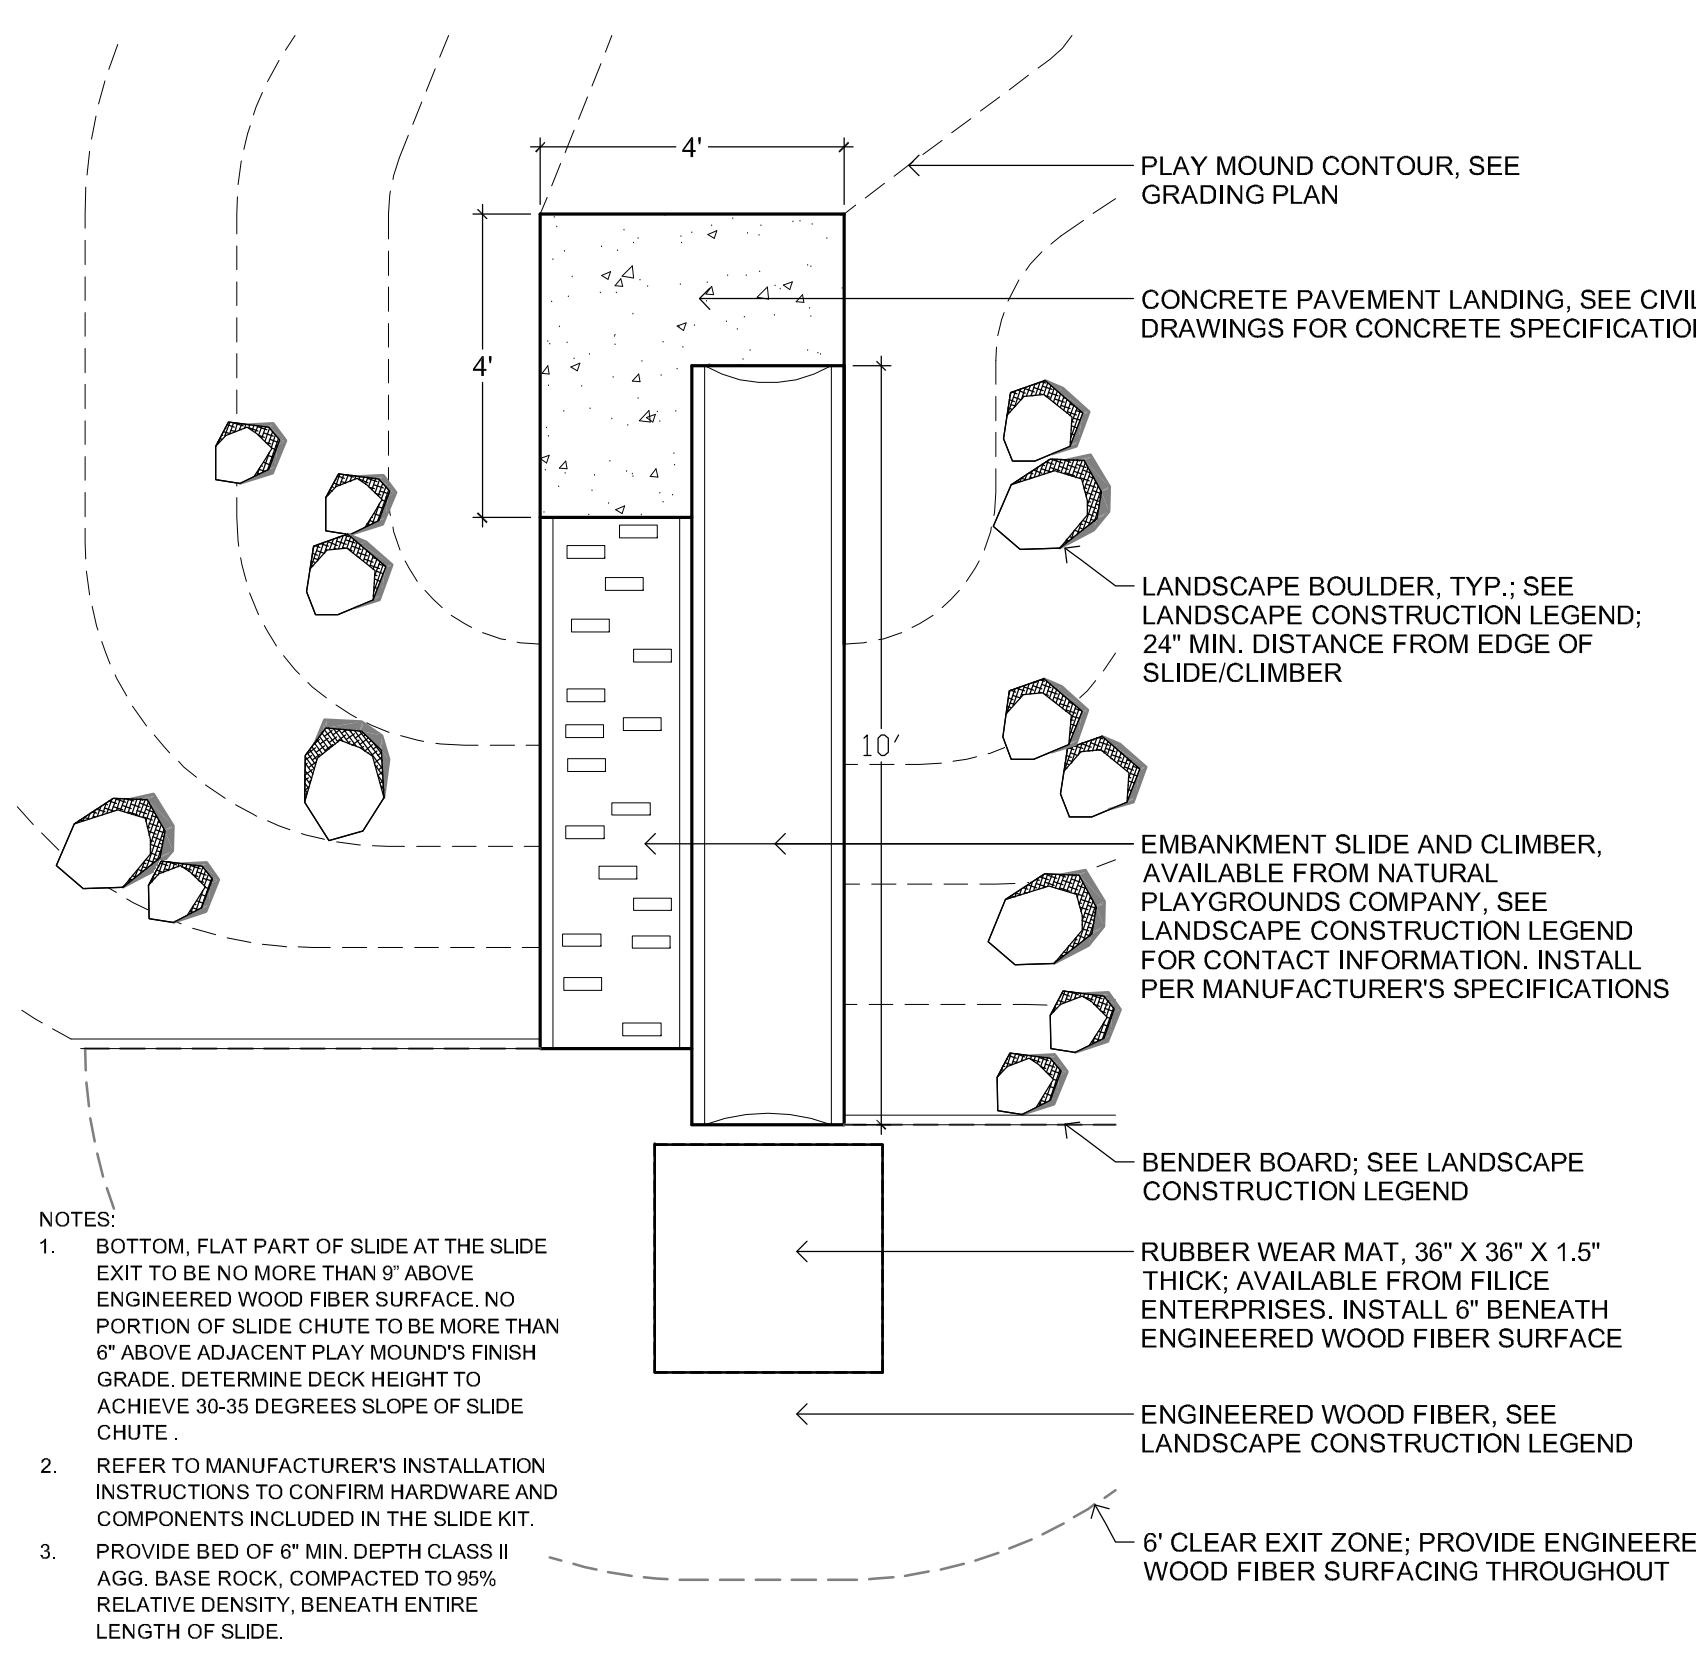 4'
PLAY MOUND CONTOUR, SEE
GRADING PLAN
CONCRETE PAVEMENT LANDING, SEE CIVIL
DRAWINGS FOR CONCRETE SPECIFICATION
4'
LANDSCAPE BOULDER, TYP.; SEE
LANDSCAPE CONSTRUCTION LEGEND;
24" MIN. DISTANCE FROM EDGE OF
SLIDE/CLIMBER
10'
EMBANKMENT SLIDE AND CLIMBER,
AVAILABLE FROM NATURAL
PLAYGROUNDS COMPANY, SEE
LANDSCAPE CONSTRUCTION LEGEND
FOR CONTACT INFORMATION. INSTALL
PER MANUFACTURER'S SPECIFICATIONS
BENDER BOARD; SEE LANDSCAPE
CONSTRUCTION LEGEND
RUBBER WEAR MAT, 36" X 36" X 1.5"
THICK; AVAILABLE FROM FILICE
ENTERPRISES. INSTALL 6" BENEATH
ENGINEERED WOOD FIBER SURFACE
ENGINEERED WOOD FIBER, SEE
LANDSCAPE CONSTRUCTION LEGEND
6' CLEAR EXIT ZONE; PROVIDE ENGINEERE
WOOD FIBER SURFACING THROUGHOUT
NOTES:
1. BOTTOM, FLAT PART OF SLIDE AT THE SLIDE
EXIT TO BE NO MORE THAN 9” ABOVE
ENGINEERED WOOD FIBER SURFACE. NO
PORTION OF SLIDE CHUTE TO BE MORE THAN
6" ABOVE ADJACENT PLAY MOUND'S FINISH
GRADE. DETERMINE DECK HEIGHT TO
ACHIEVE 30-35 DEGREES SLOPE OF SLIDE
CHUTE .
2. REFER TO MANUFACTURER'S INSTALLATION
INSTRUCTIONS TO CONFIRM HARDWARE AND
COMPONENTS INCLUDED IN THE SLIDE KIT.
3. PROVIDE BED OF 6" MIN. DEPTH CLASS II
AGG. BASE ROCK, COMPACTED TO 95%
RELATIVE DENSITY, BENEATH ENTIRE
LENGTH OF SLIDE.